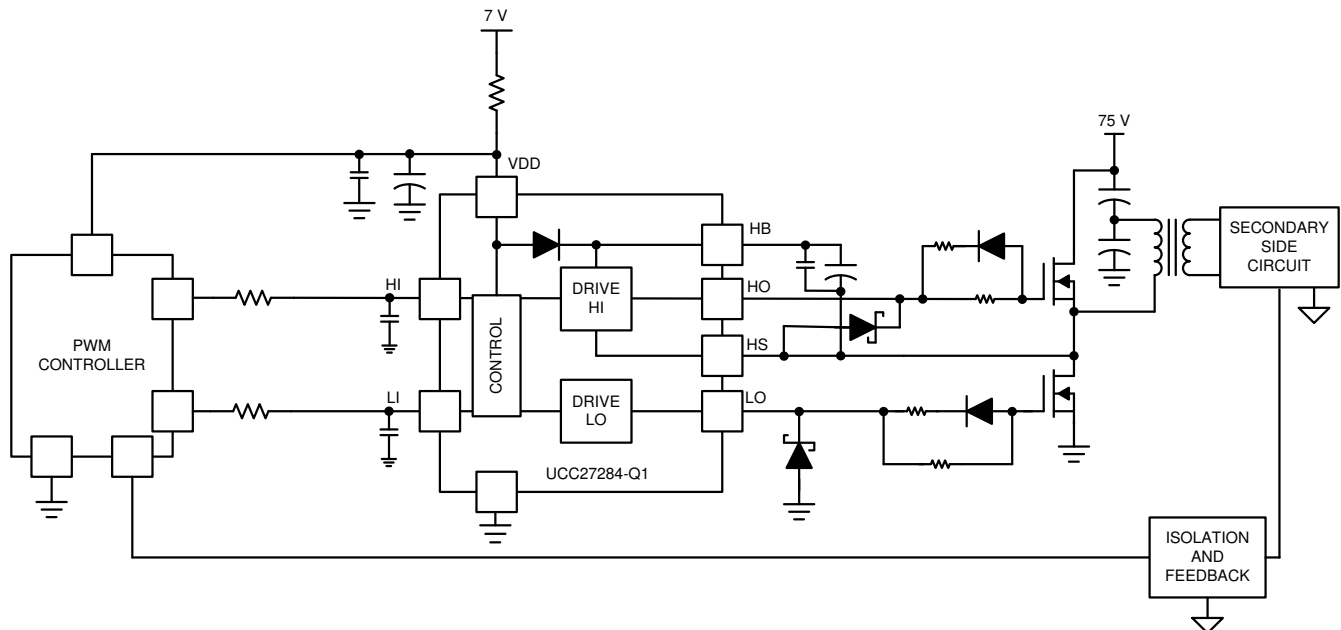 7 V
75 V
VDD
HB
SECONDARY
SIDE
CIRCUIT
HI
DRIVE
HI
HO
PWM
CONTROLLER
CONTROL
HS
LI
DRIVE
LO
LO
UCC27284-Q1
ISOLATION
AND
FEEDBACK